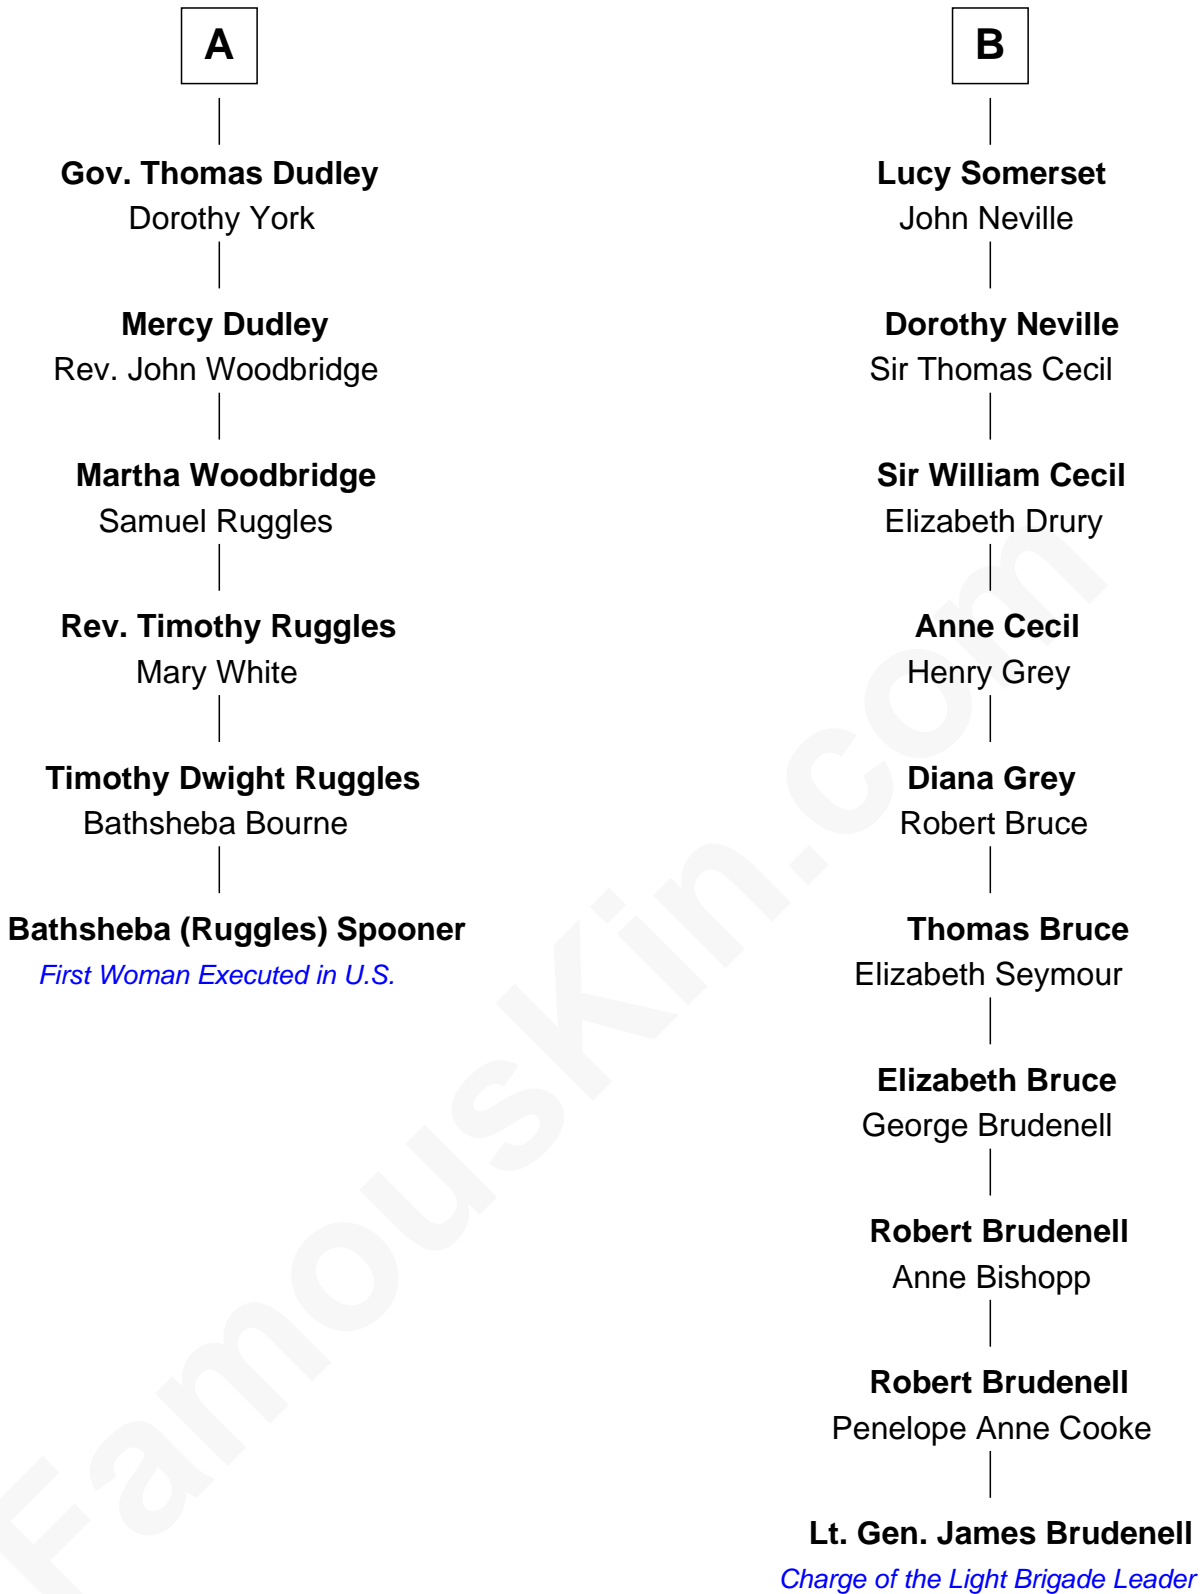 A
Gov. Thomas Dudley
Dorothy York
Mercy Dudley
Rev. John Woodbridge
Martha Woodbridge
Samuel Ruggles
Rev. Timothy Ruggles
Mary White
Timothy Dwight Ruggles
Bathsheba Bourne
Bathsheba (Ruggles) Spooner
First Woman Executed in U.S.
B
Lucy Somerset
John Neville
Dorothy Neville
Sir Thomas Cecil
Sir William Cecil
Elizabeth Drury
Anne Cecil
Henry Grey
Diana Grey
Robert Bruce
Thomas Bruce
Elizabeth Seymour
Elizabeth Bruce
George Brudenell
Robert Brudenell
Anne Bishopp
Robert Brudenell
Penelope Anne Cooke
Lt. Gen. James Brudenell
Charge of the Light Brigade Leader
FamousKin.com